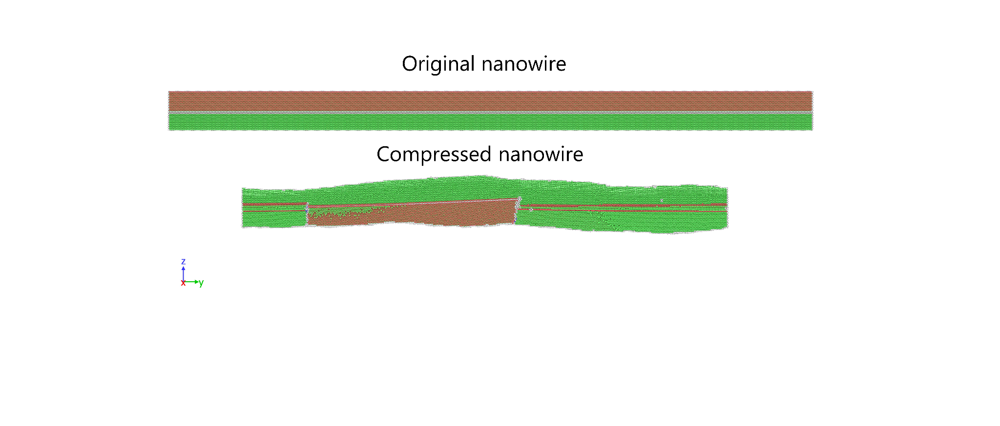 Original nanowire
Compressed nanowire
z
x
y